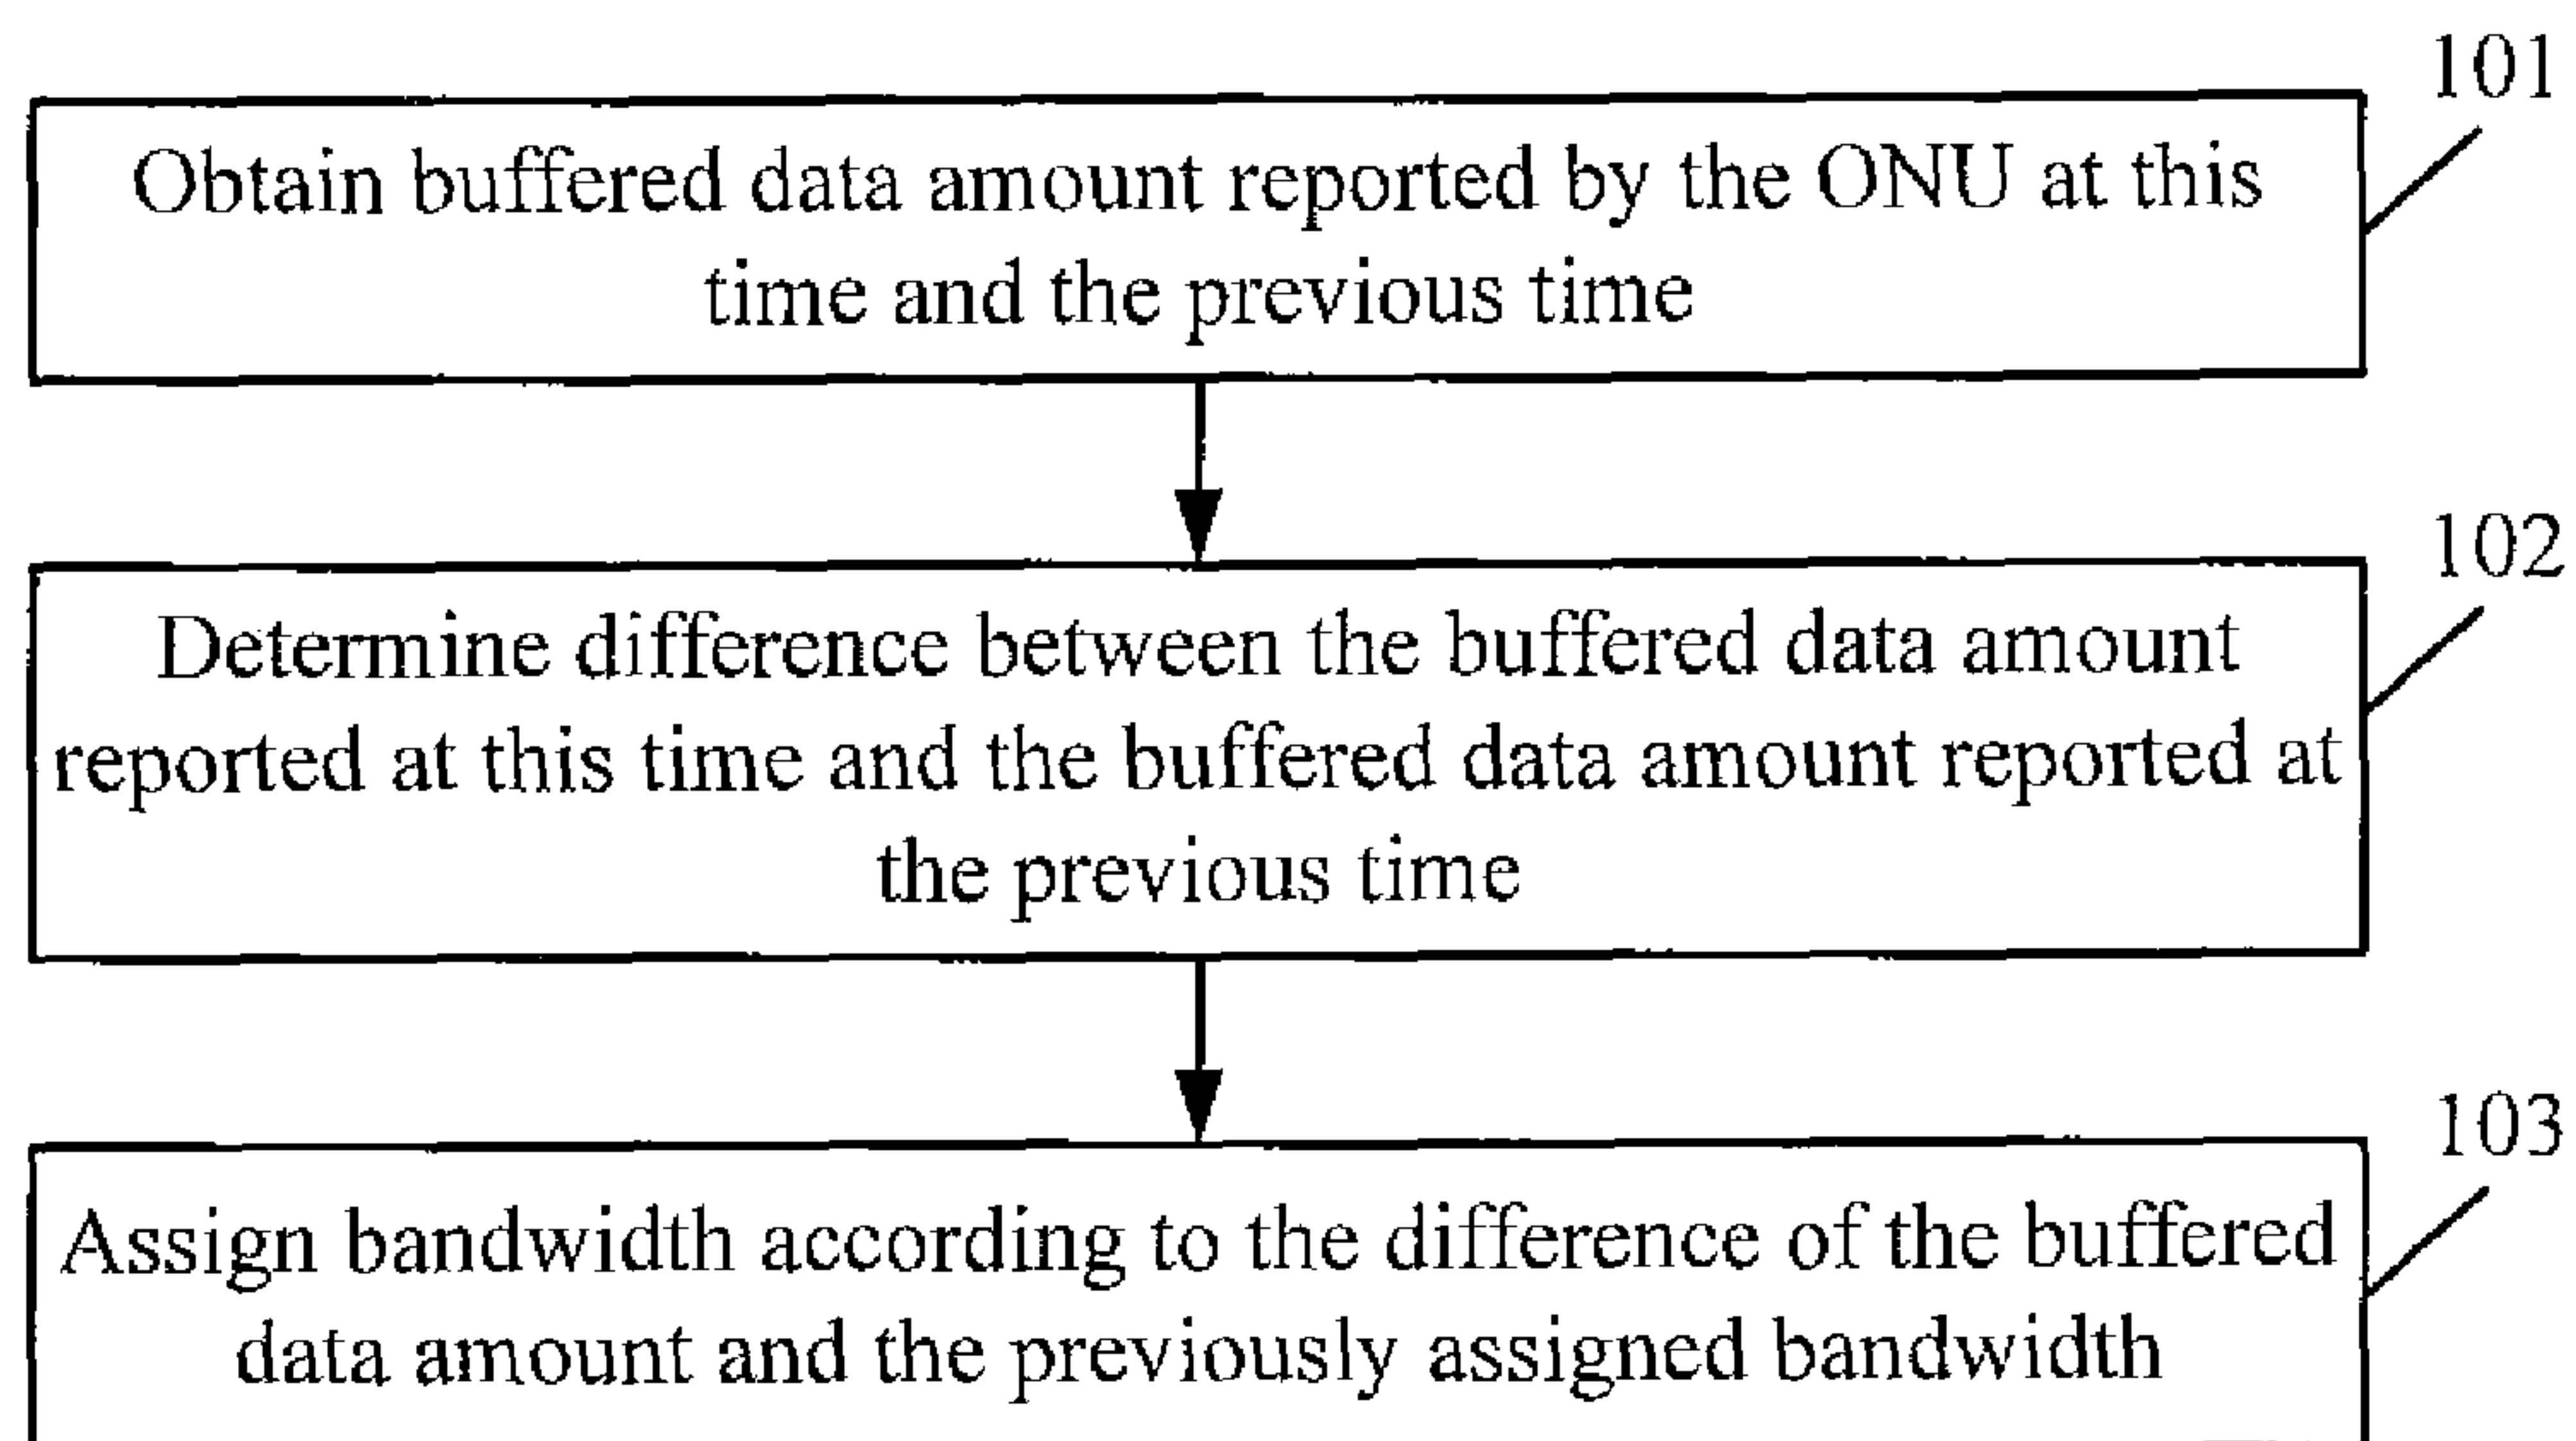 101
Obtain buffered data amount reported by the ONU at this
time and the previous time
102
Determine difference between the buffered data amount
reported at this time and the buffered data amount reported at
the previous time
103
Assign bandwidth according to the difference of the buffered
data amount and the previously assigned bandwidth